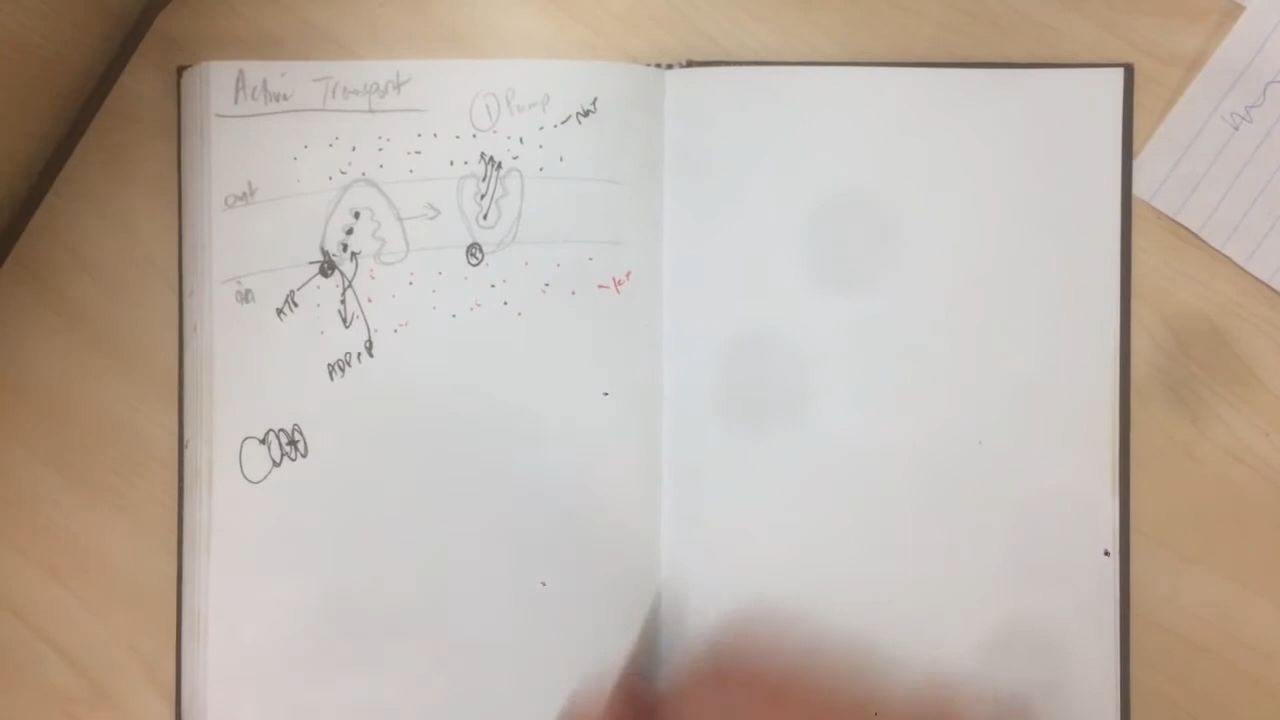 Active Transport
① Pump
Na+
out
in
P
ATP
ADP+P